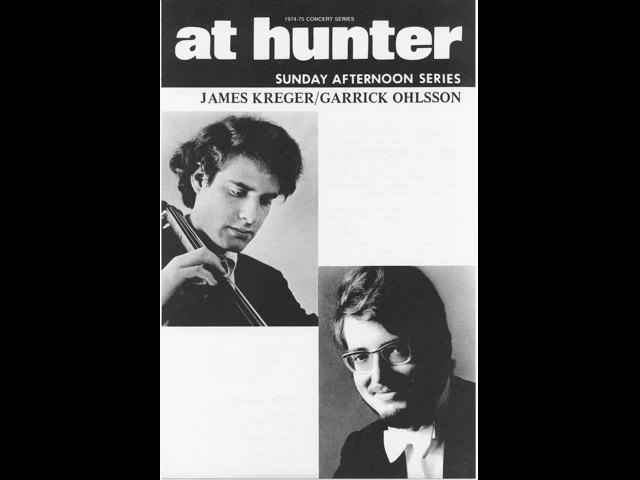 1974-75 CONCERT SERIES
at hunter
SUNDAY AFTERNOON SERIES
JAMES KREGER/GARRICK OHLSSON